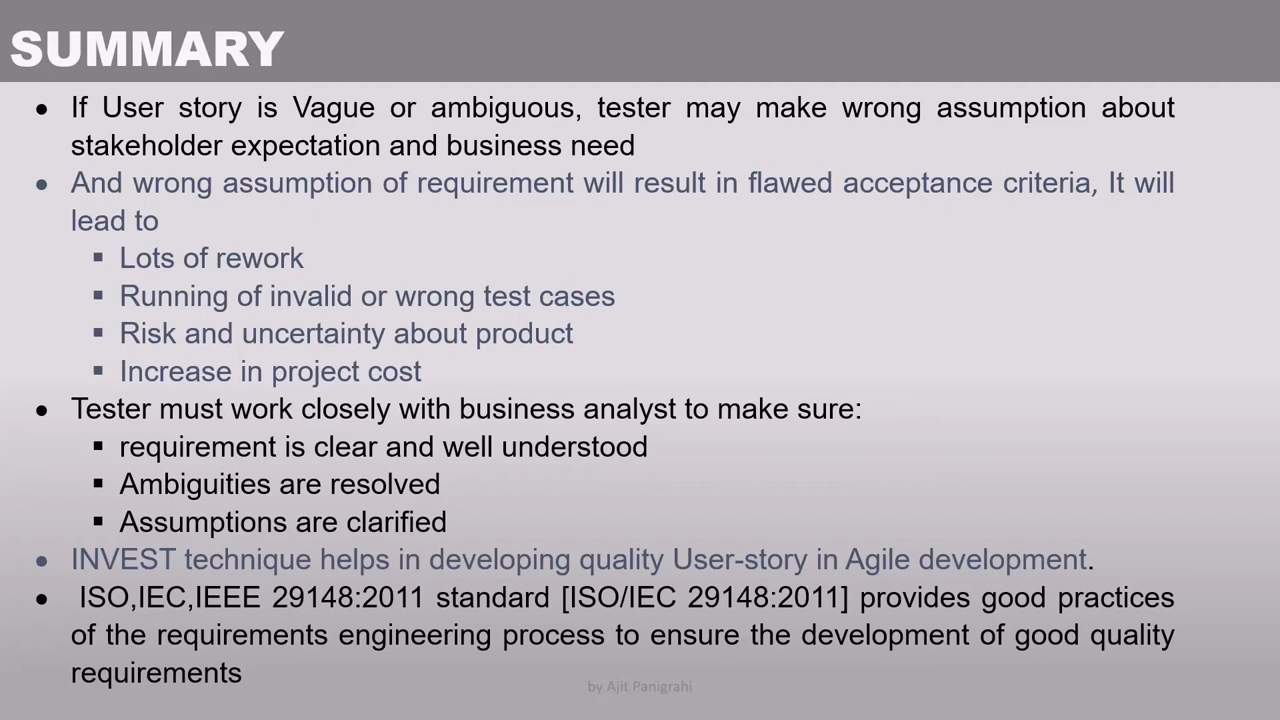 SUMMARY
• If User story is Vague or ambiguous, tester may make wrong assumption about
stakeholder expectation and business need
• And wrong assumption of requirement will result in flawed acceptance criteria, It will
lead to
▪ Lots of rework
▪ Running of invalid or wrong test cases
▪ Risk and uncertainty about product
▪ Increase in project cost
• Tester must work closely with business analyst to make sure:
▪ requirement is clear and well understood
▪ Ambiguities are resolved
▪ Assumptions are clarified
• INVEST technique helps in developing quality User-story in Agile development.
• ISO,IEC,IEEE 29148:2011 standard [ISO/IEC 29148:2011] provides good practices
of the requirements engineering process to ensure the development of good quality
requirements
by Ajit Panigrahi